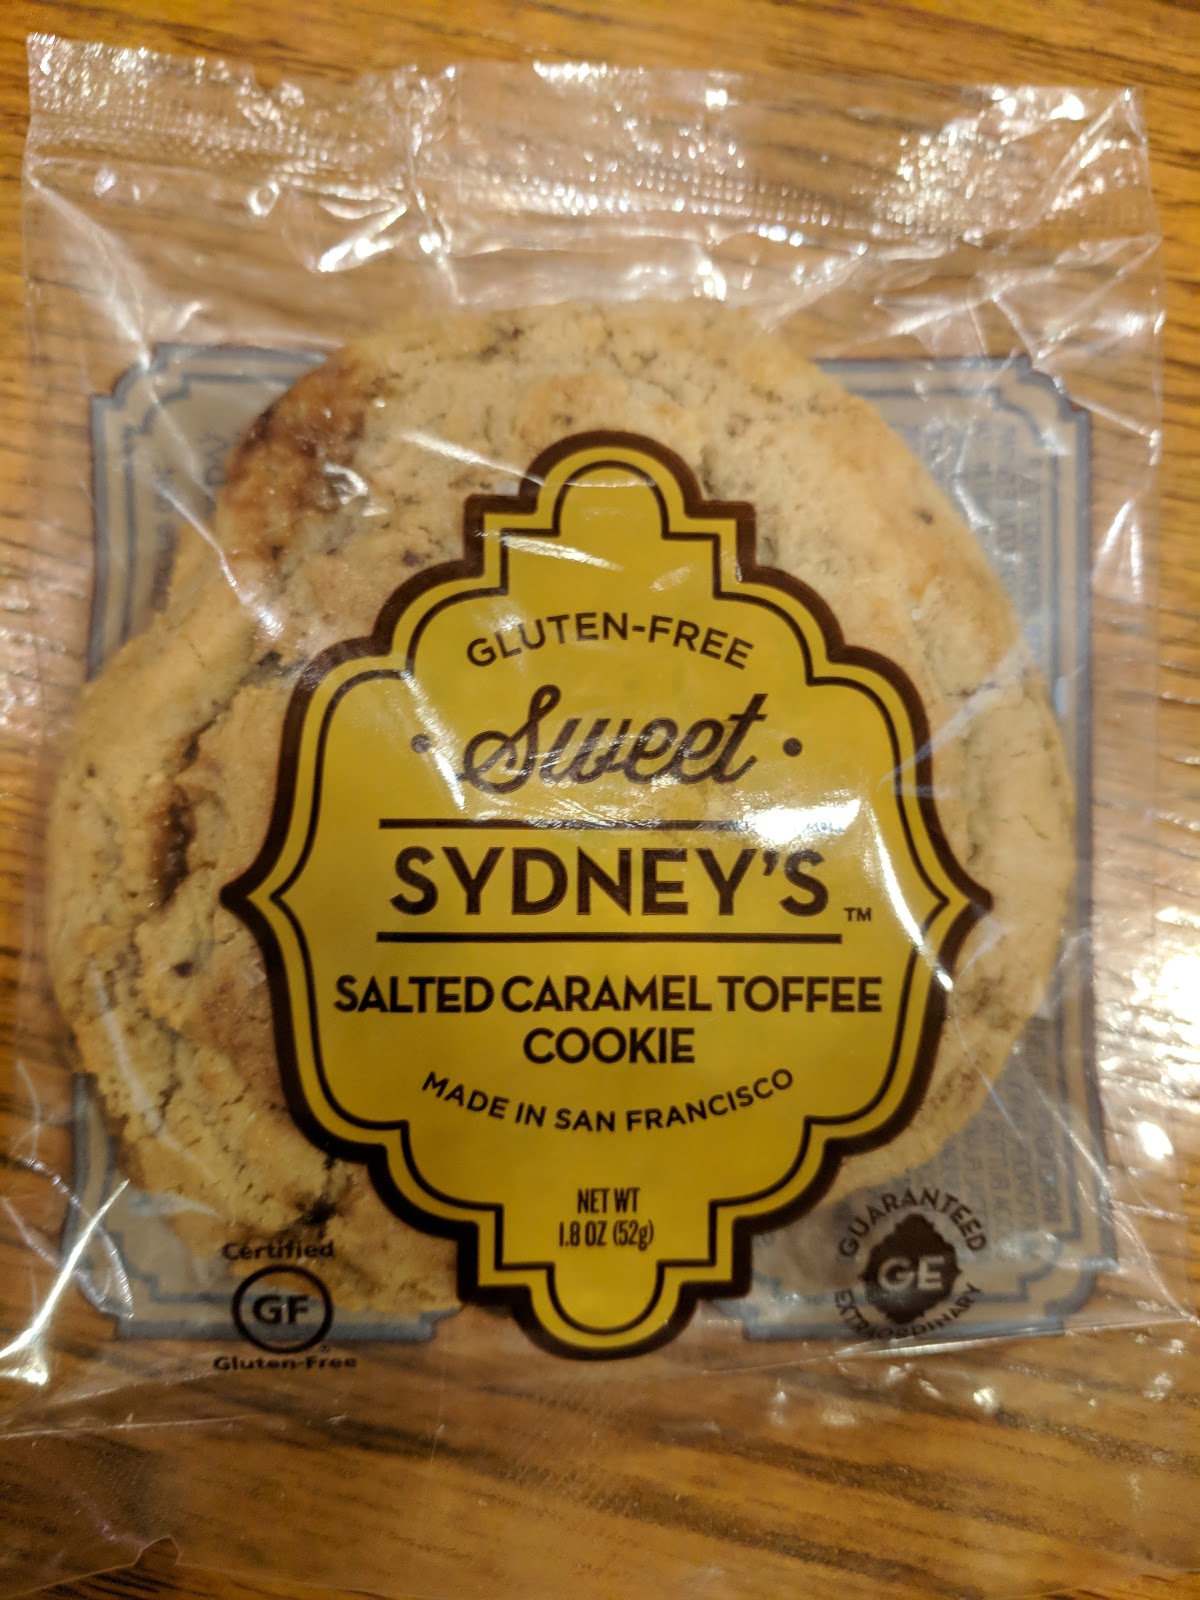 GLUTEN-FREE
· Sweet ·
SYDNEY'S ™
SALTED CARAMEL TOFFEE
COOKIE
MADE IN SAN FRANCISCO
NET WT
1.8 OZ (52g)
Certified
GF
®
Gluten-Free
GUARANTEED
GE
EXTRAORDINARY